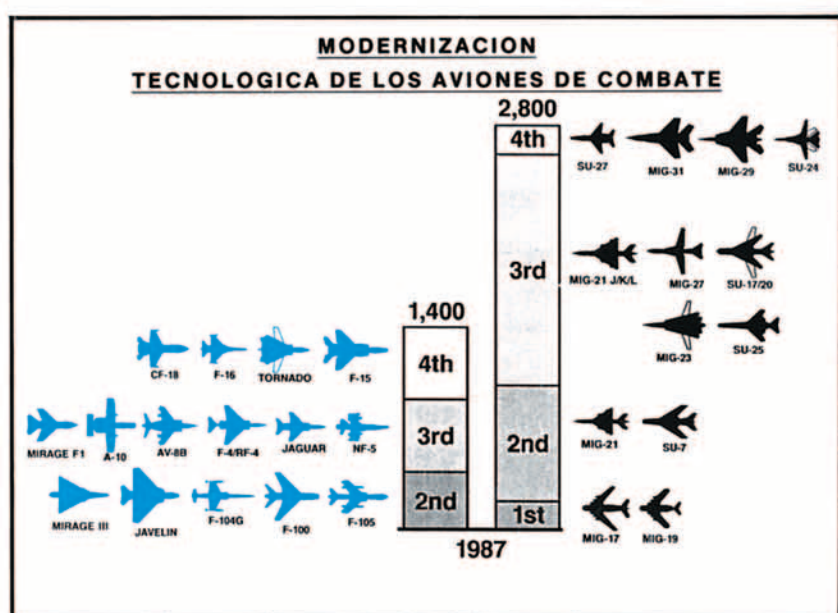 MODERNIZACION
TECNOLOGICA DE LOS AVIONES DE COMBATE
2,800
4th
SU-27 MIG-31 MIG-29 SU-24
3rd
MIG-21 J/K/L MIG-27 SU-17/20
1,400
MIG-23 SU-25
4th
CF-18 F-16 TORNADO F-15
3rd
2nd
MIRAGE F1 A-10 AV-8B F-4/RF-4 JAGUAR NF-5
MIG-21 SU-7
2nd
1st
MIRAGE III JAVELIN F-104G F-100 F-105
MIG-17 MIG-19
1987